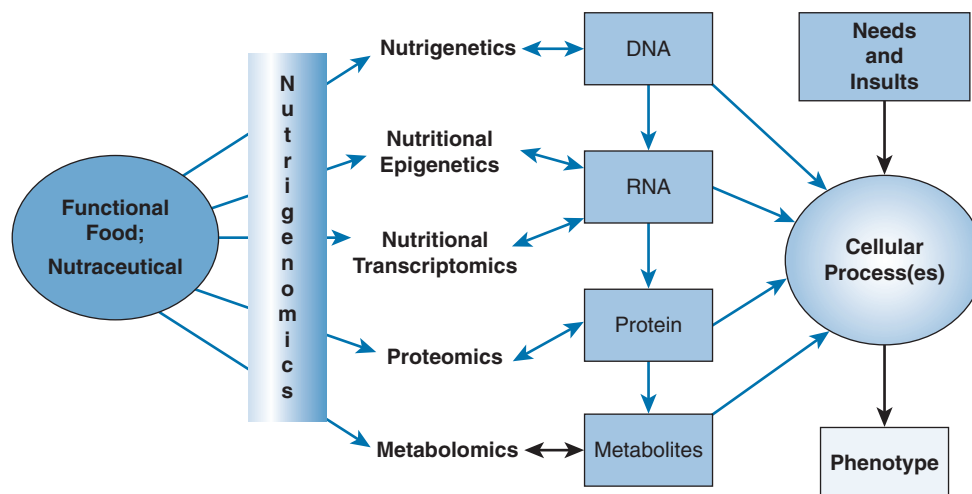 Functional
Food;
Nutraceutical
N
u
t
r
i
g
e
n
o
m
i
c
s
Nutrigenetics
Nutritional
Epigenetics
Nutritional
Transcriptomics
Proteomics
Metabolomics
DNA
RNA
Protein
Metabolites
Needs
and
Insults
Cellular
Process(es)
Phenotype